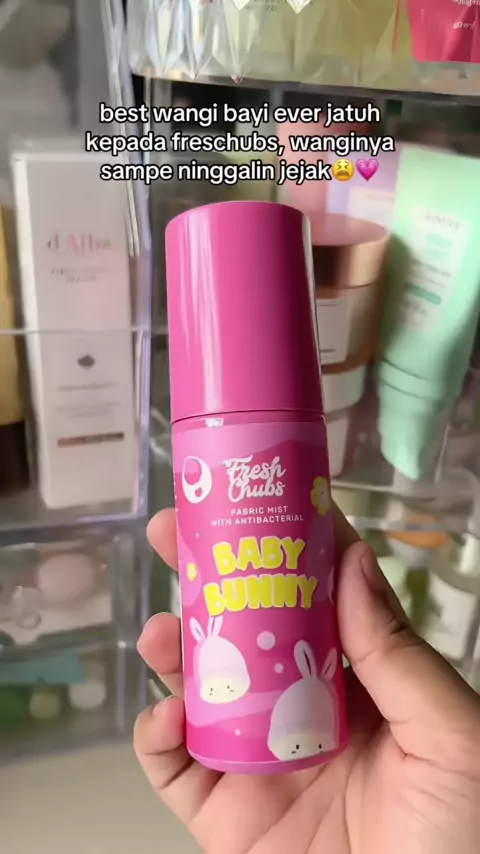 best wangi bayi ever jatuh
kepada freschubs, wanginya
sampe ninggalin jejak😫💗
d'Alba
Fresh
Chubs
FABRIC MIST
WITH ANTIBACTERIAL
BABY
BUNNY